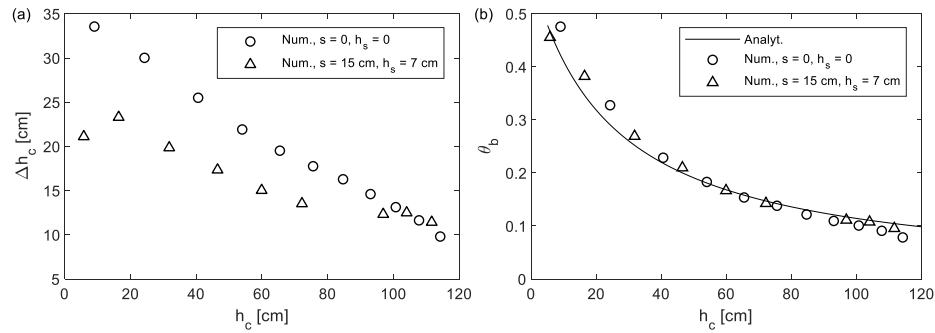 (a)
35
30
25
20
15
10
5
Δh_c [cm]
Num., s = 0, h_s = 0
Num., s = 15 cm, h_s = 7 cm
0 20 40 60 80 100 120
h_c [cm]
(b)
0.5
0.4
0.3
0.2
0.1
0
θ_b
Analyt.
Num., s = 0, h_s = 0
Num., s = 15 cm, h_s = 7 cm
0 20 40 60 80 100 120
h_c [cm]